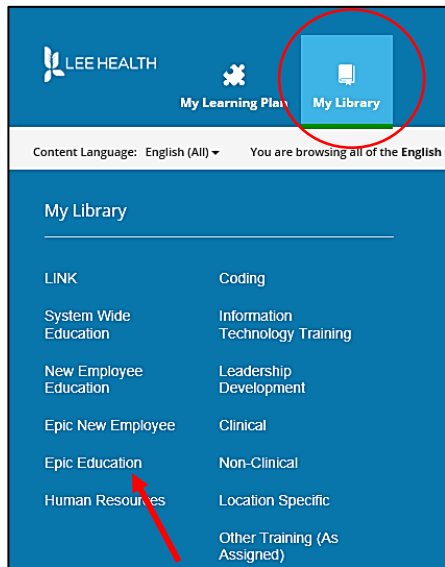 LEE HEALTH
My Learning Plan
My Library
Content Language: English (All)
You are browsing all of the English
My Library
LINK
System Wide
Education
New Employee
Education
Epic New Employee
Epic Education
Human Resources
Coding
Information
Technology Training
Leadership
Development
Clinical
Non-Clinical
Location Specific
Other Training (As
Assigned)